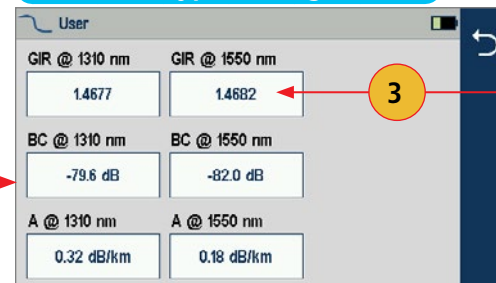 User
GIR @ 1310 nm GIR @ 1550 nm
1.4677 1.4682
3
BC @ 1310 nm BC @ 1550 nm
-79.6 dB -82.0 dB
A @ 1310 nm A @ 1550 nm
0.32 dB/km 0.18 dB/km